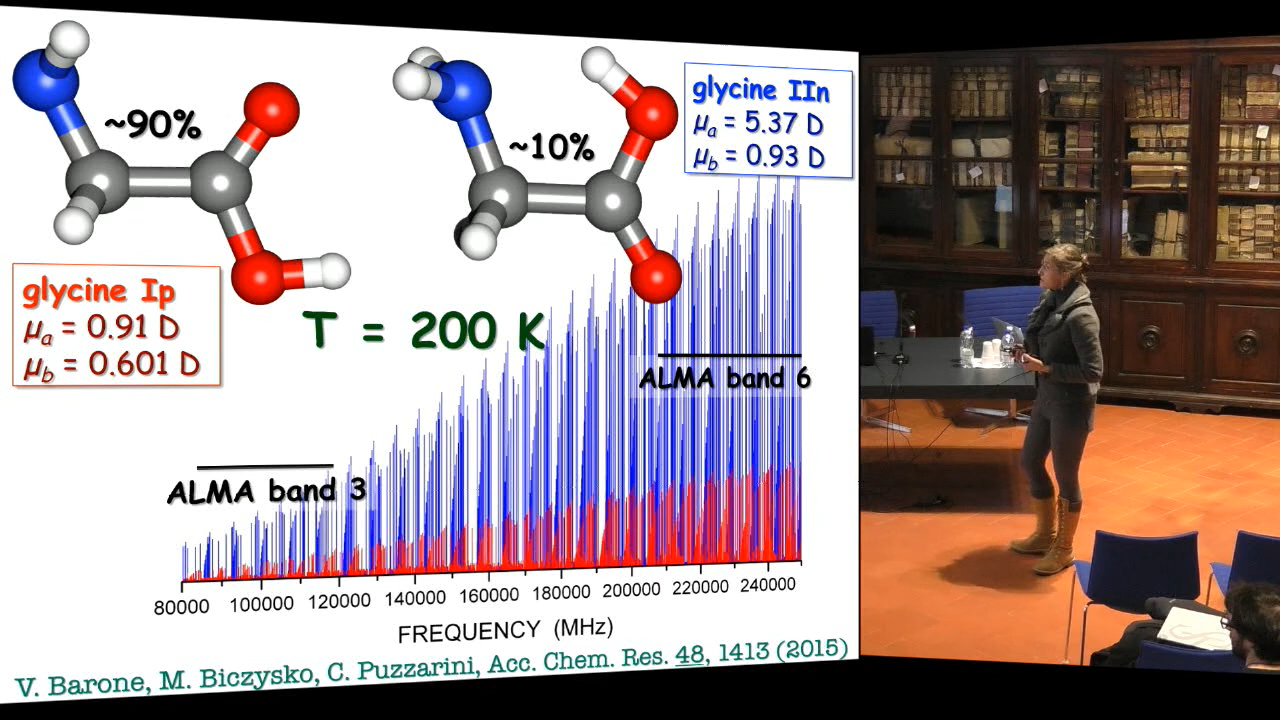 ~90%
~10%
glycine IIn
μa = 5.37 D
μb = 0.93 D
glycine Ip
μa = 0.91 D
μb = 0.601 D
T = 200 K
ALMA band 6
ALMA band 3
80000 100000 120000 140000 160000 180000 200000 220000 240000
FREQUENCY (MHz)
V. Barone, M. Biczysko, C. Puzzarini, Acc. Chem. Res. 48, 1413 (2015)